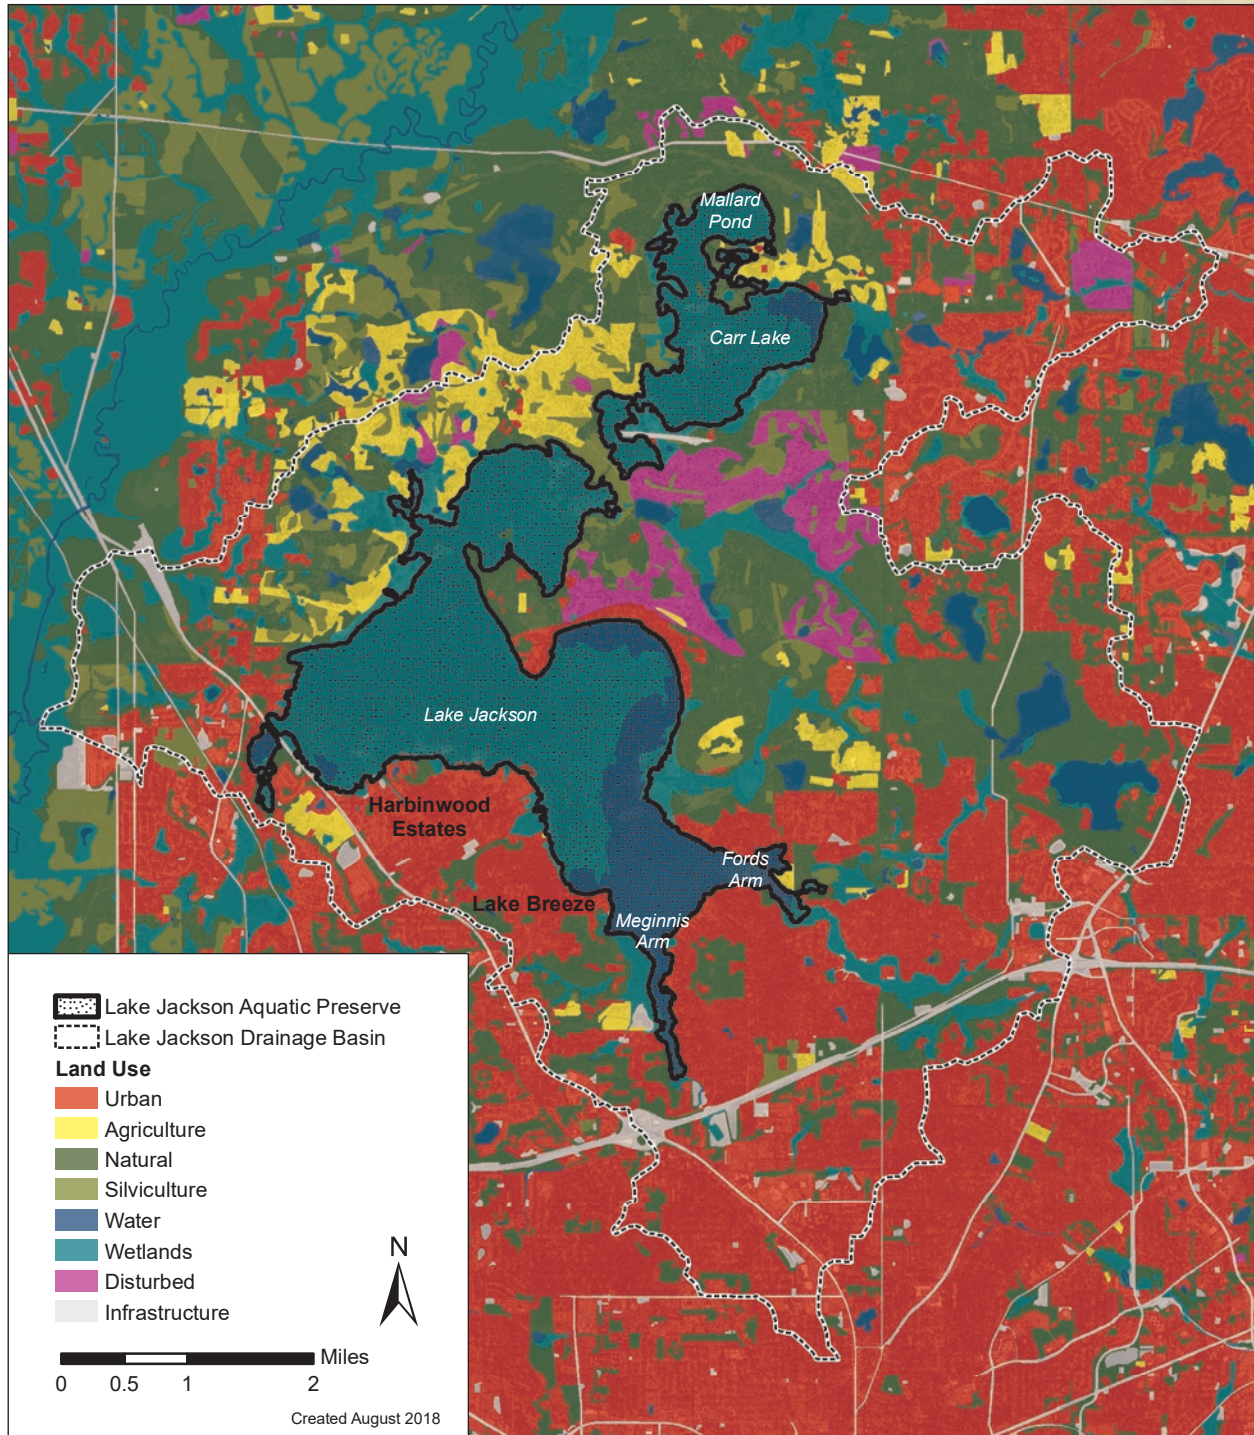 Mallard
Pond
Carr Lake
Lake Jackson
Harbinwood
Estates
Fords
Arm
Lake Breeze
Meginnis
Arm
Lake Jackson Aquatic Preserve
Lake Jackson Drainage Basin
Land Use
Urban
Agriculture
Natural
Silviculture
Water
Wetlands
Disturbed
Infrastructure
N
Miles
0 0.5 1 2
Created August 2018